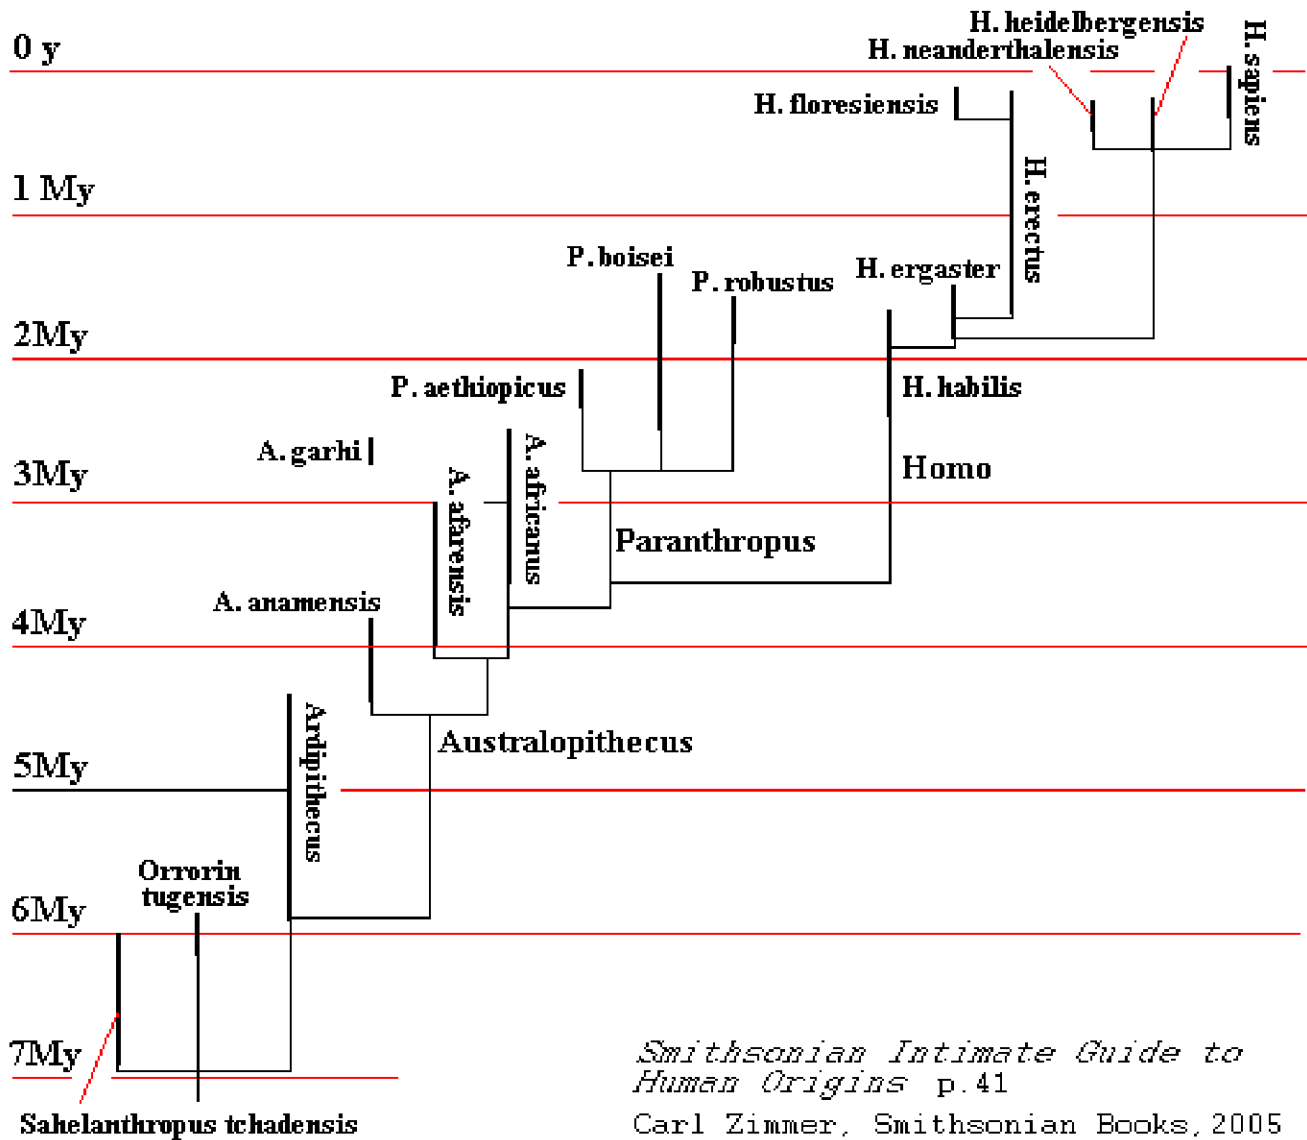 H. heidelbergensis
0 y
H. neanderthalensis
H. sapiens
H. floresiensis
1 My
H. erectus
P. boisei
H. ergaster
P. robustus
2My
P. aethiopicus
H. habilis
A. garhi
A. africanus
3My
A. afarensis
Homo
Paranthropus
A. anamensis
4My
Ardipithecus
Australopithecus
5My
Orrorin
tugensis
6My
7My
Smithsonian Intimate Guide to
Human Origins p.41
Sahelanthropus tchadensis
Carl Zimmer, Smithsonian Books, 2005